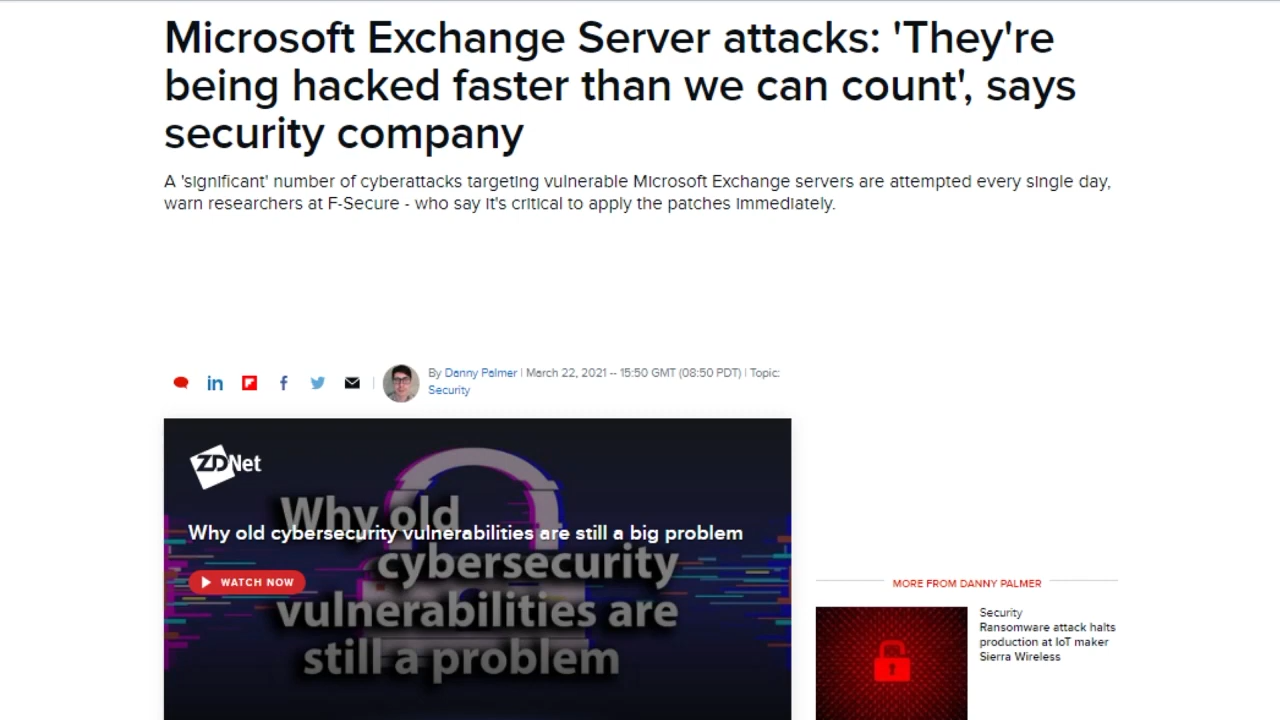 Microsoft Exchange Server attacks: 'They're
being hacked faster than we can count', says
security company
A 'significant' number of cyberattacks targeting vulnerable Microsoft Exchange servers are attempted every single day,
warn researchers at F-Secure - who say it's critical to apply the patches immediately.
in
f
By Danny Palmer | March 22, 2021 -- 15:50 GMT (08:50 PDT) | Topic:
Security
ZDNet
Why old
Why old cybersecurity vulnerabilities are still a big problem
cybersecurity
WATCH NOW
vulnerabilities are
still a problem
MORE FROM DANNY PALMER
Security
Ransomware attack halts
production at IoT maker
Sierra Wireless